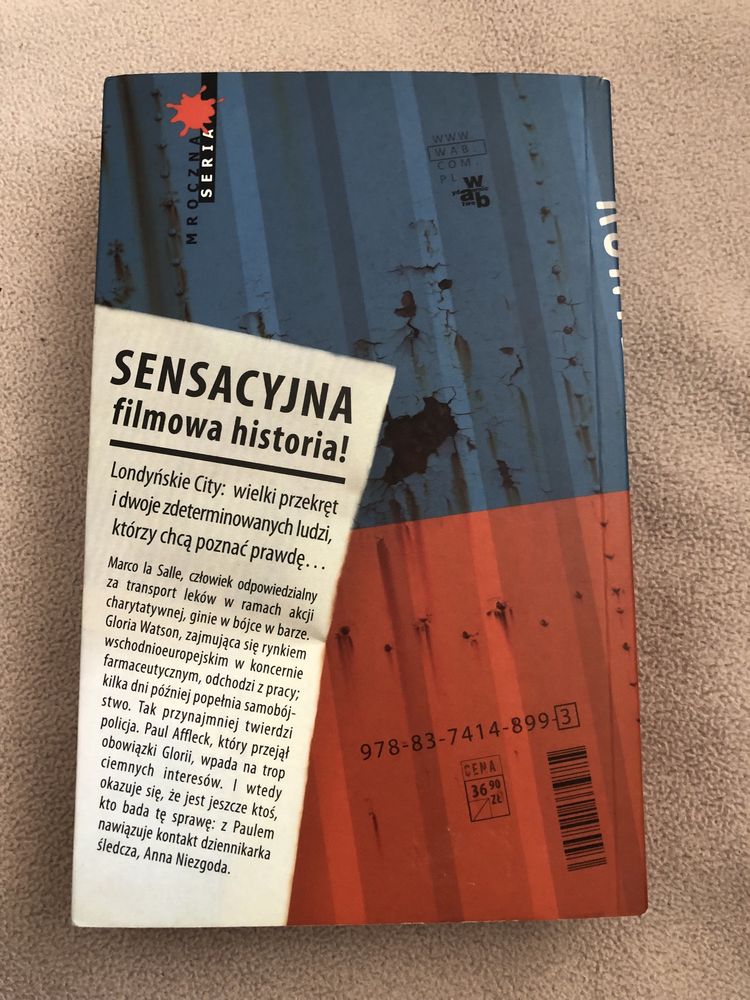 MROCZNA
SERIA
WWW.
WAB.
COM.
PL
w
ydawnic
a
two
b
SENSACYJNA
filmowa historia!
Londyńskie City: wielki przekręt
i dwoje zdeterminowanych ludzi,
którzy chcą poznać prawdę...
Marco la Salle, człowiek odpowiedzialny
za transport leków w ramach akcji
charytatywnej, ginie w bójce w barze.
Gloria Watson, zajmująca się rynkiem
wschodnioeuropejskim w koncernie
farmaceutycznym, odchodzi z pracy;
kilka dni później popełnia samobój-
stwo. Tak przynajmniej twierdzi
policja. Paul Affleck, który przejął
obowiązki Glorii, wpada na trop
ciemnych interesów. I wtedy
okazuje się, że jest jeszcze ktoś,
kto bada tę sprawę: z Paulem
nawiązuje kontakt dziennikarka
śledcza, Anna Niezgoda.
978-83-7414-899-3
CENA
36 90
ZŁ